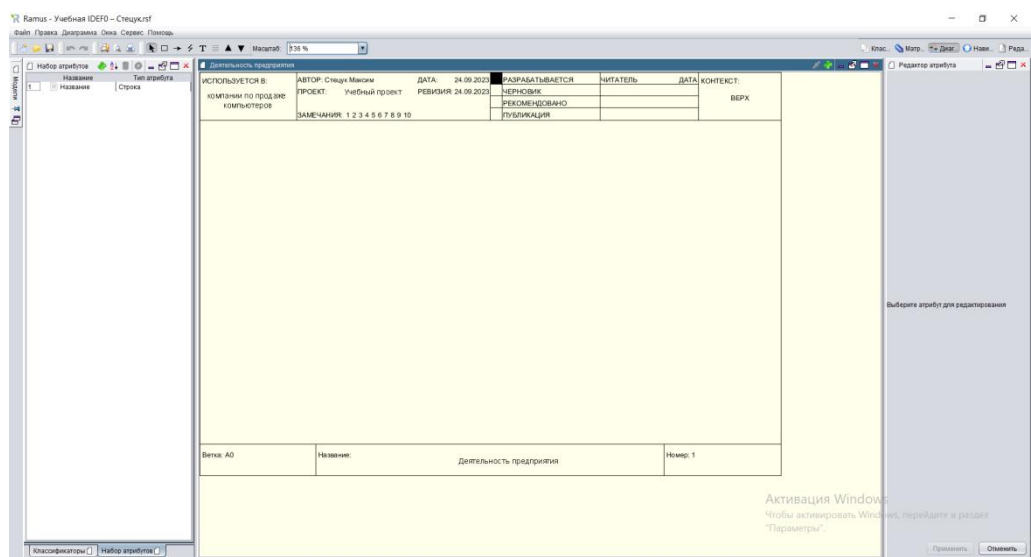 Ramus - Учебная IDEF0 – Стецук.rsf
Файл Правка Диаграмма Окна Сервис Помощь
Масштаб: 136 %
Клас... Матр... Диаг... Нави... Реда...
Модели
Набор атрибутов
Название Тип атрибута
1 Название Строка
Деятельность предприятия
ИСПОЛЬЗУЕТСЯ В:
компании по продаже
компьютеров
АВТОР: Стецук Максим ДАТА: 24.09.2023
ПРОЕКТ: Учебный проект РЕВИЗИЯ: 24.09.2023
ЗАМЕЧАНИЯ: 1 2 3 4 5 6 7 8 9 10
РАЗРАБАТЫВАЕТСЯ
ЧЕРНОВИК
РЕКОМЕНДОВАНО
ПУБЛИКАЦИЯ
ЧИТАТЕЛЬ ДАТА
КОНТЕКСТ:
ВЕРХ
Ветка: A0
Название:
Деятельность предприятия
Номер: 1
Редактор атрибута
Выберите атрибут для редактирования
Активация Windows
Чтобы активировать Windows, перейдите в раздел
"Параметры".
Классификаторы Набор атрибутов
Применить Отменить